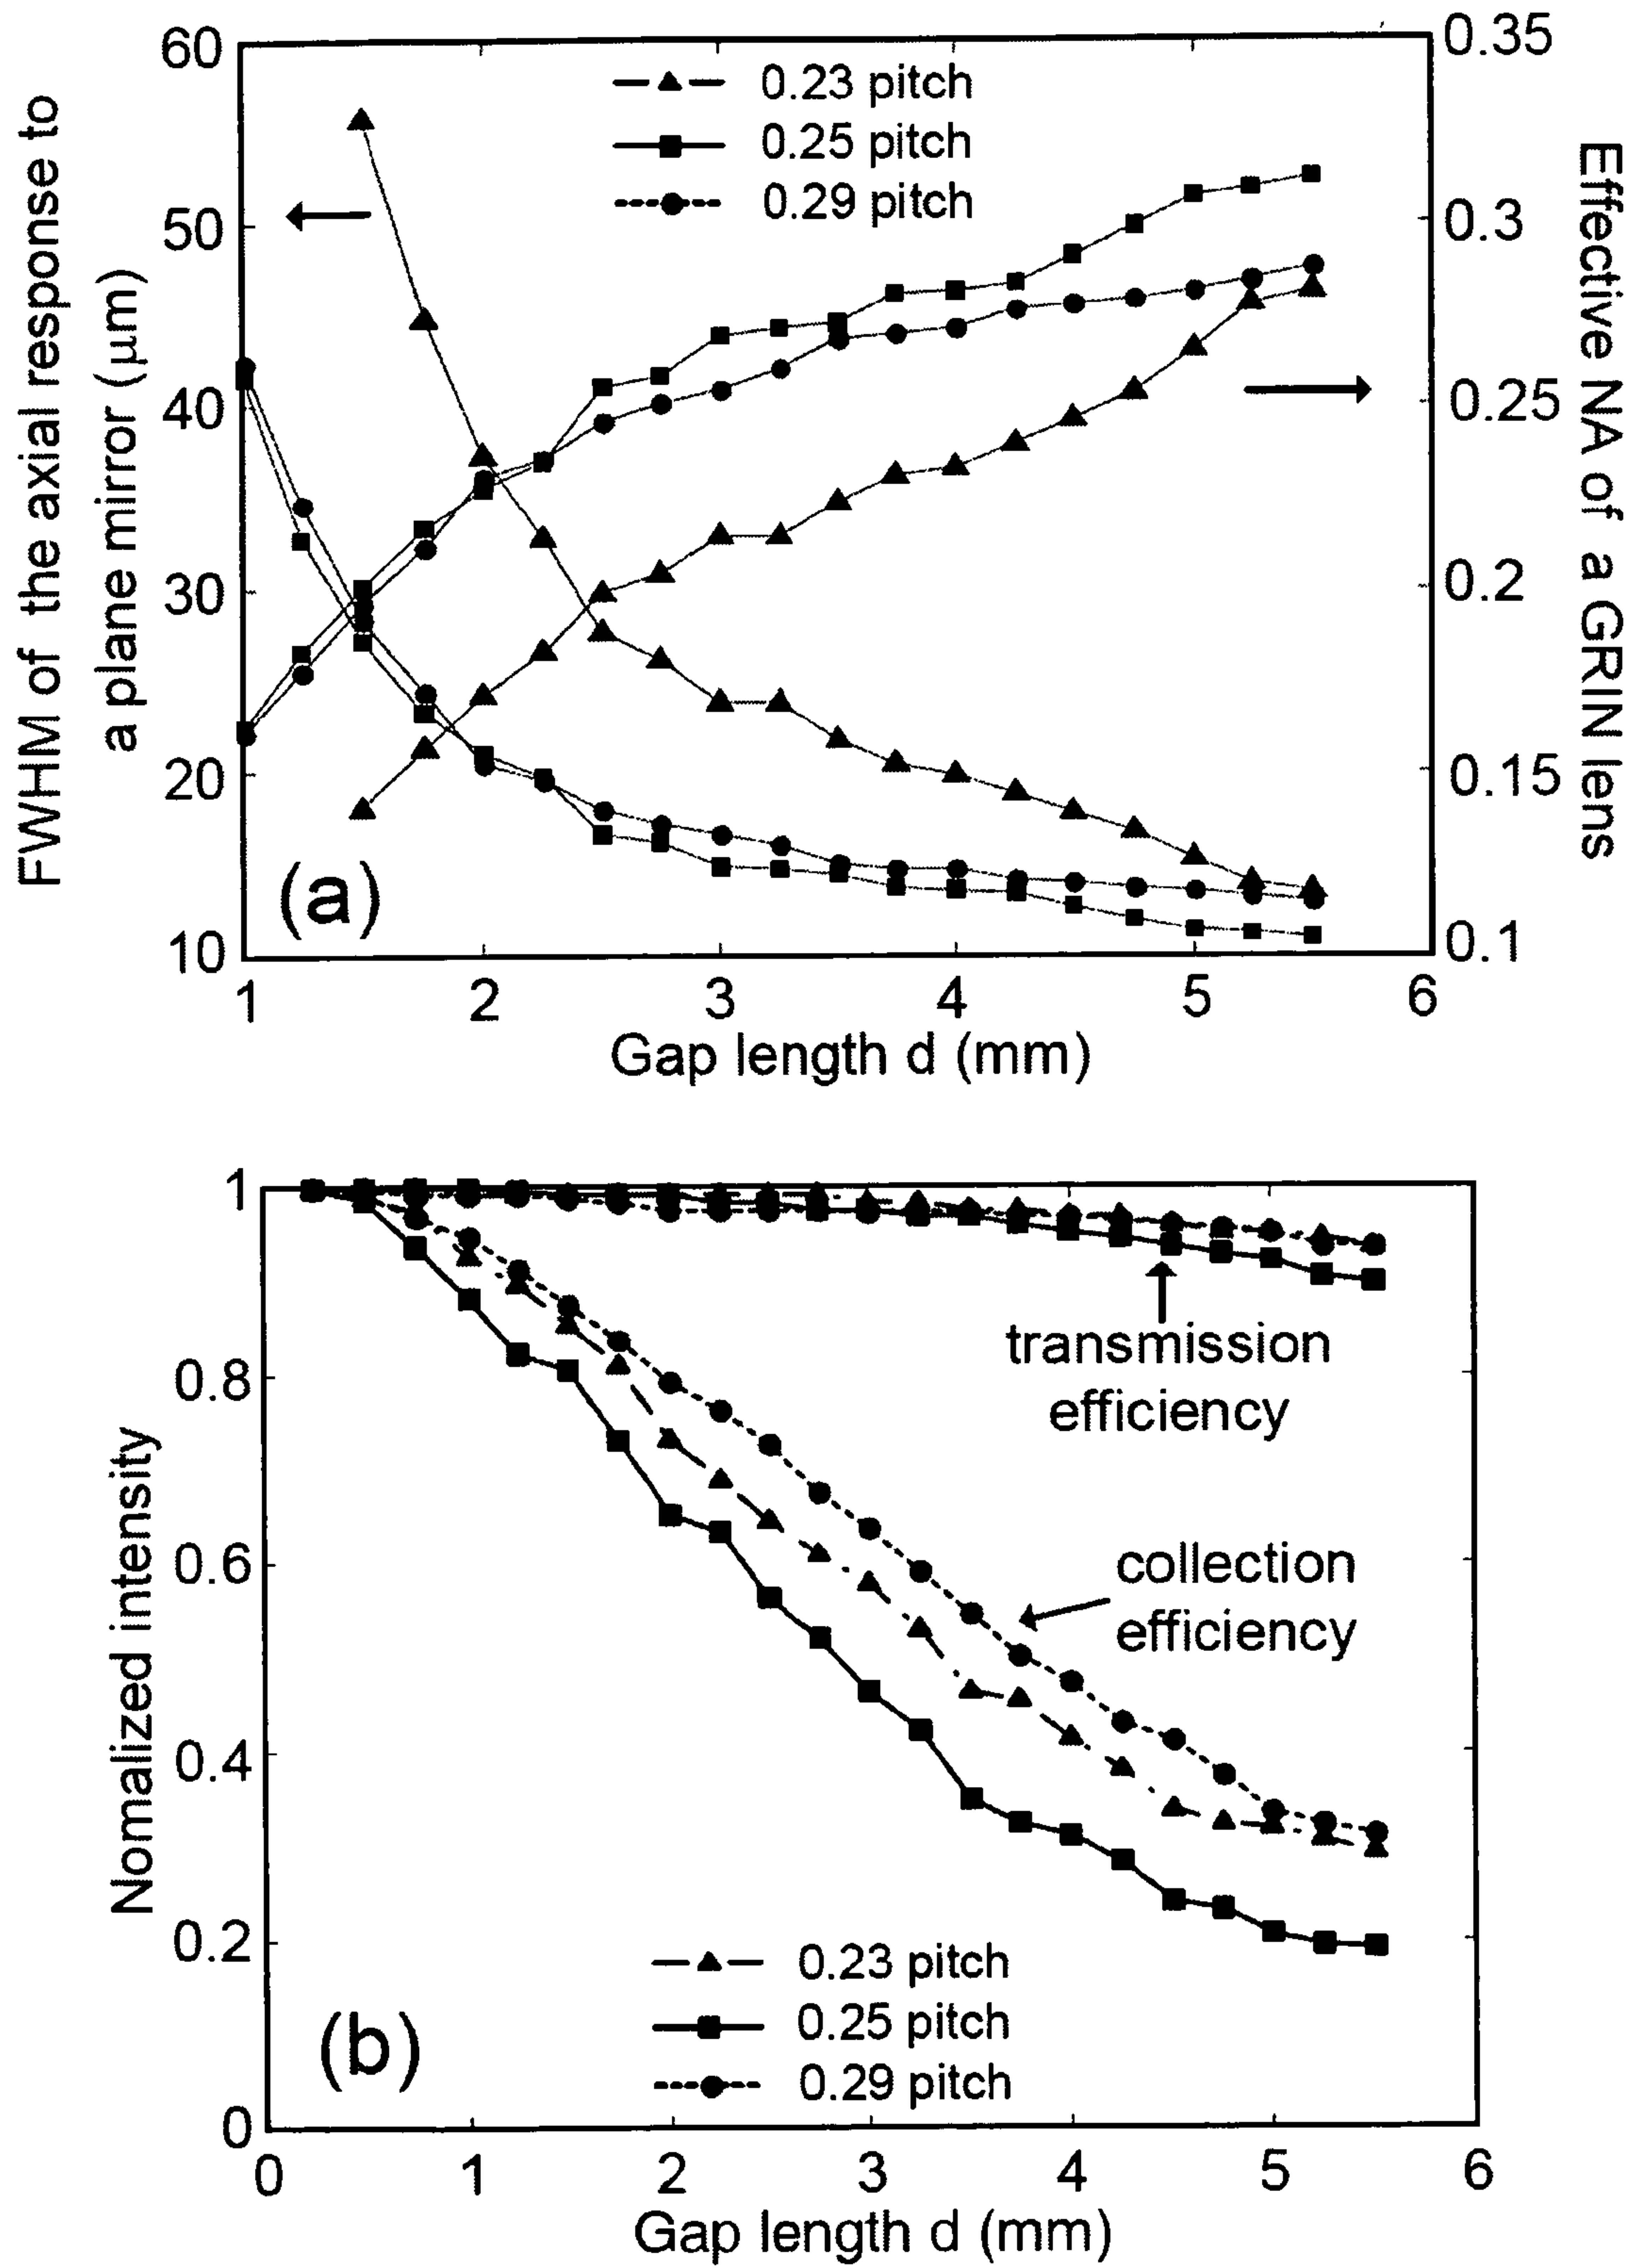 60
50
40
30
20
10
FWHM of the axial response to
a plane mirror (μm)
0.23 pitch
0.25 pitch
0.29 pitch
0.35
0.3
0.25
0.2
0.15
0.1
Effective NA of a GRIN lens
(a)
1 2 3 4 5 6
Gap length d (mm)
1
0.8
0.6
0.4
0.2
0
Nomalized intensity
transmission
efficiency
collection
efficiency
0.23 pitch
0.25 pitch
0.29 pitch
(b)
0 1 2 3 4 5 6
Gap length d (mm)